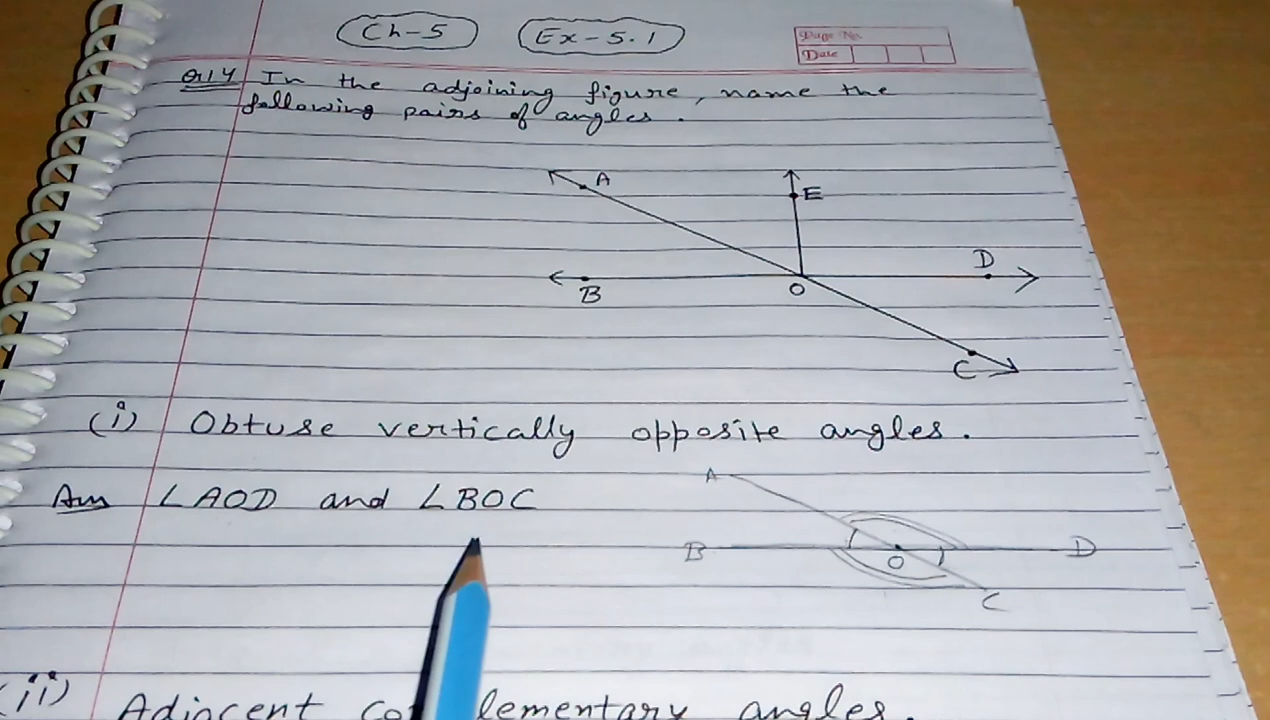 Ch-5 Ex-5.1
Page No.
Date
Q14 In the adjoining figure, name the
following pairs of angles.
A
E
D
B
O
C
(i) Obtuse vertically opposite angles.
A
Ans ∠AOD and ∠BOC
B
O
D
C
(ii) Adjacent angles.